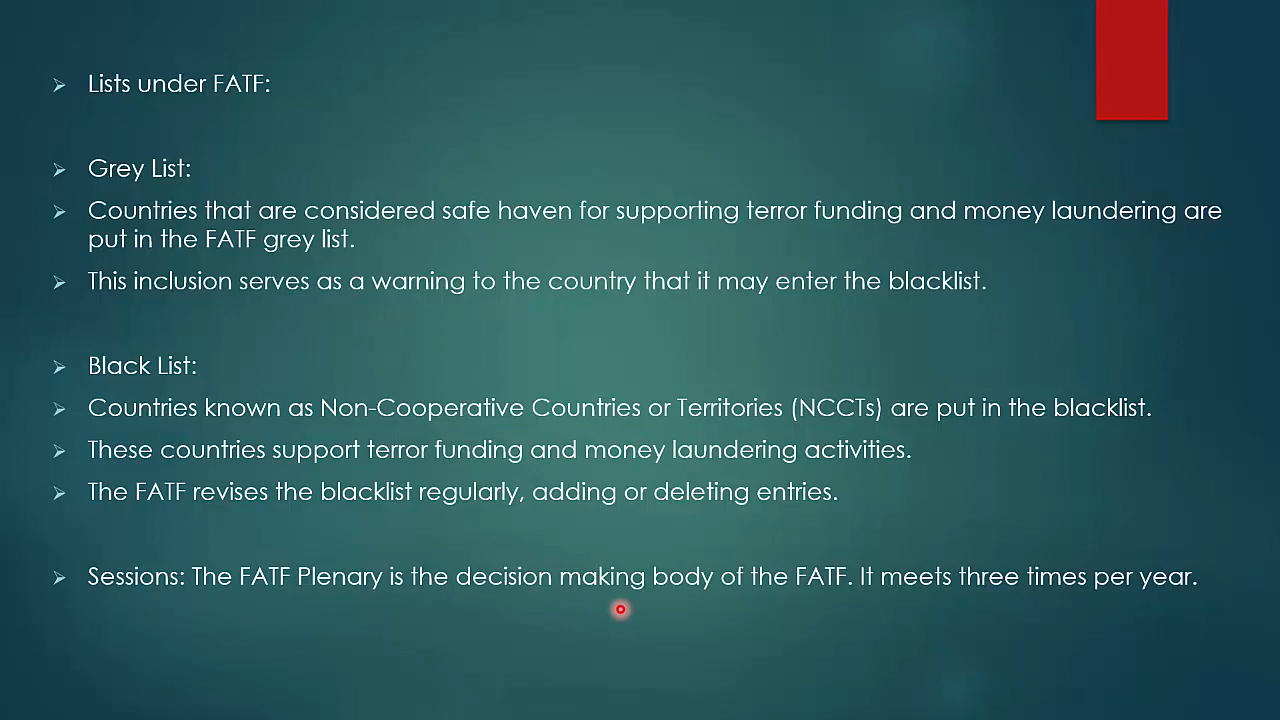 Lists under FATF:
Grey List:
Countries that are considered safe haven for supporting terror funding and money laundering are
put in the FATF grey list.
This inclusion serves as a warning to the country that it may enter the blacklist.
Black List:
Countries known as Non-Cooperative Countries or Territories (NCCTs) are put in the blacklist.
These countries support terror funding and money laundering activities.
The FATF revises the blacklist regularly, adding or deleting entries.
Sessions: The FATF Plenary is the decision making body of the FATF. It meets three times per year.